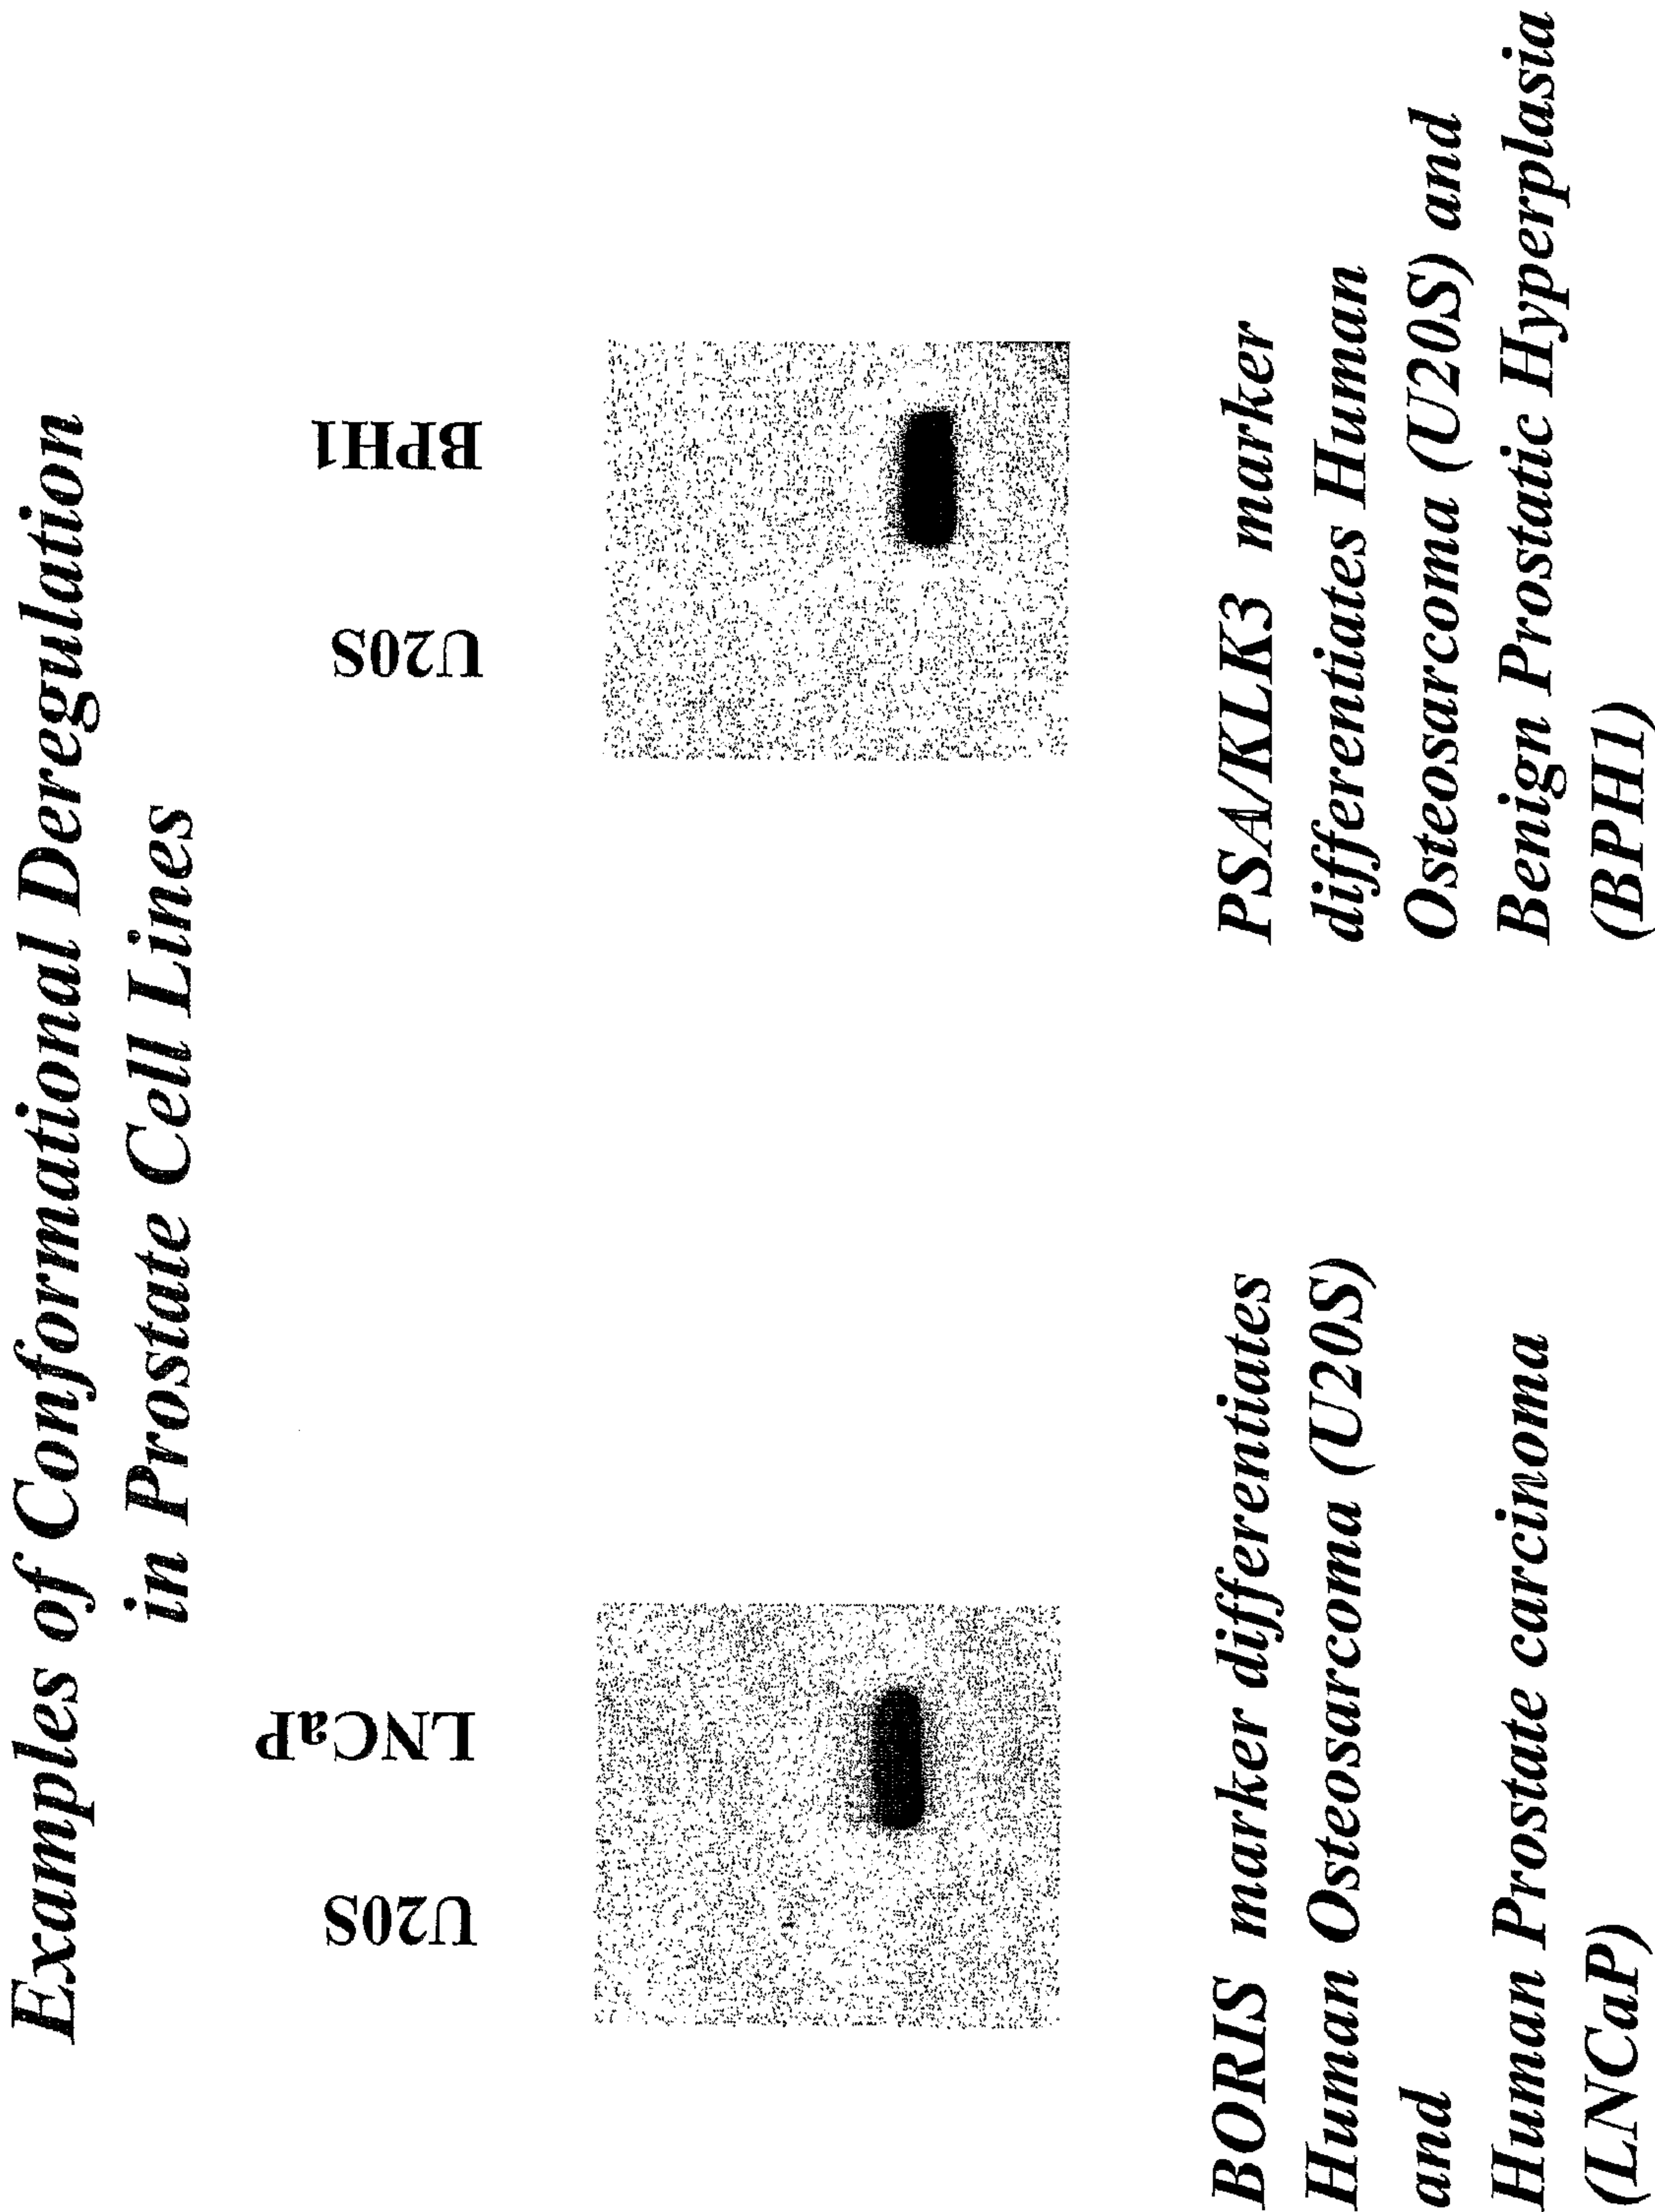 Examples of Conformational Deregulation
in Prostate Cell Lines
U20S
LNCaP
U20S
BPH1
BORIS marker differentiates
Human Osteosarcoma (U20S)
and
Human Prostate carcinoma
(LNCaP)
PSA/KLK3 marker
differentiates Human
Osteosarcoma (U20S) and
Benign Prostatic Hyperplasia
(BPH1)